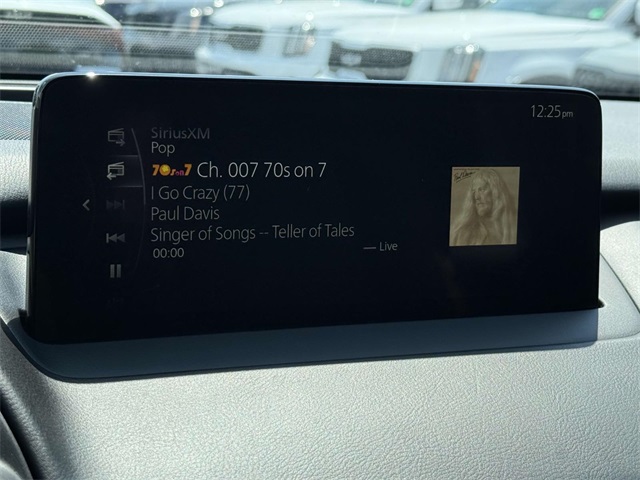 12:25pm
SiriusXM
Pop
70s on 7 Ch. 007 70s on 7
I Go Crazy (77)
Paul Davis
Singer of Songs -- Teller of Tales
00:00
— Live